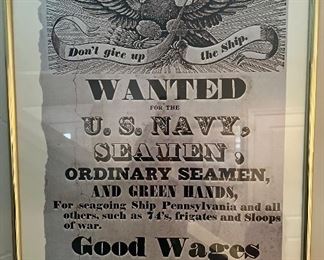 Don't give up the Ship.
WANTED
FOR THE
U. S. NAVY,
SEAMEN,
ORDINARY SEAMEN,
AND GREEN HANDS,
For seagoing Ship Pennsylvania and all
others, such as 74's, frigates and Sloops
of war.
Good Wages